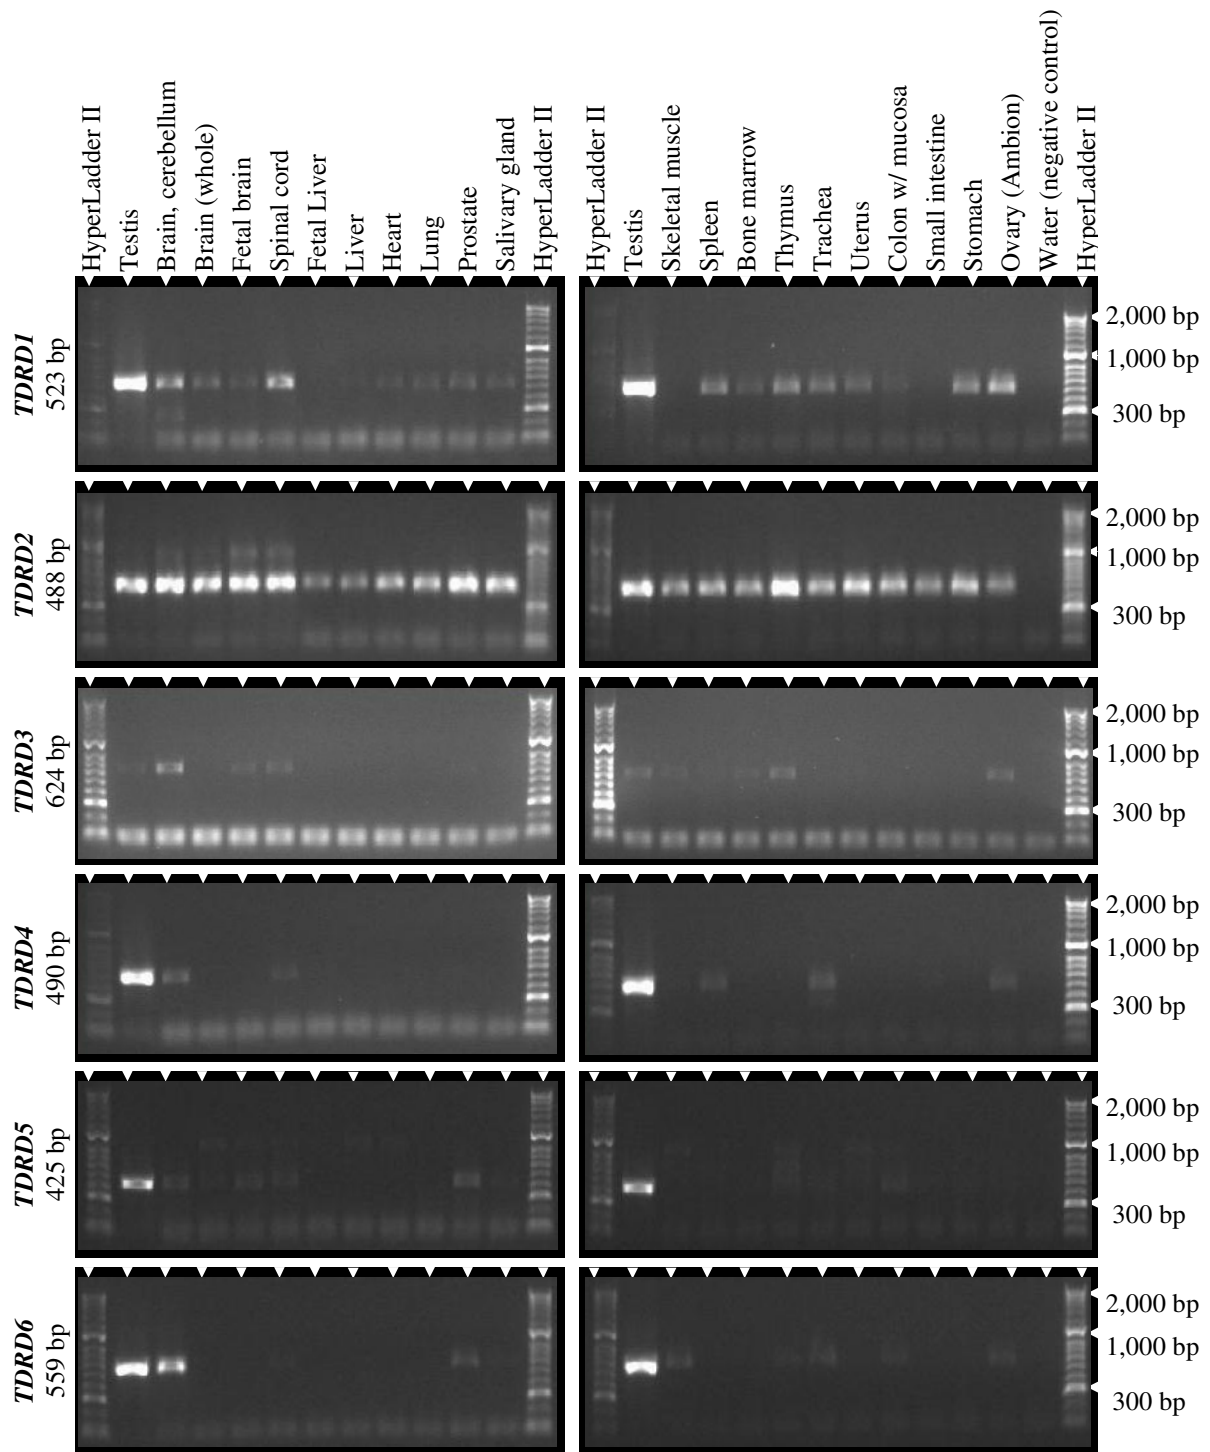 HyperLadder II
Testis
Brain, cerebellum
Brain (whole)
Fetal brain
Spinal cord
Fetal Liver
Liver
Heart
Lung
Prostate
Salivary gland
HyperLadder II
HyperLadder II
Testis
Skeletal muscle
Spleen
Bone marrow
Thymus
Trachea
Uterus
Colon w/ mucosa
Small intestine
Stomach
Ovary (Ambion)
Water (negative control)
HyperLadder II
TDRD1
523 bp
2,000 bp
1,000 bp
300 bp
TDRD2
488 bp
2,000 bp
1,000 bp
300 bp
TDRD3
624 bp
2,000 bp
1,000 bp
300 bp
TDRD4
490 bp
2,000 bp
1,000 bp
300 bp
TDRD5
425 bp
2,000 bp
1,000 bp
300 bp
TDRD6
559 bp
2,000 bp
1,000 bp
300 bp